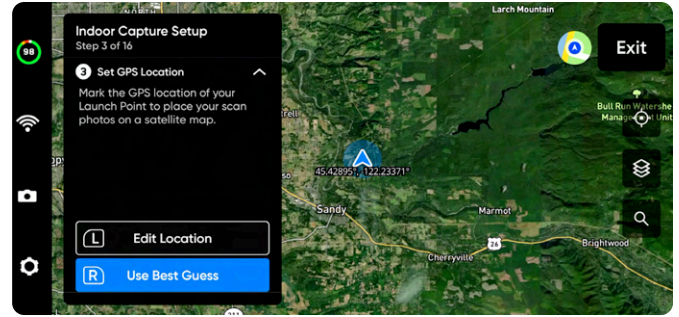 Larch Mountain
98
Indoor Capture Setup
Step 3 of 16
3 Set GPS Location
Mark the GPS location of your
Launch Point to place your scan
photos on a satellite map.
L Edit Location
R Use Best Guess
Exit
Bull Run Watershe
Management Unit
45.42895°, -122.23371°
Sandy
Marmot
26
Brightwood
Cherryville
211